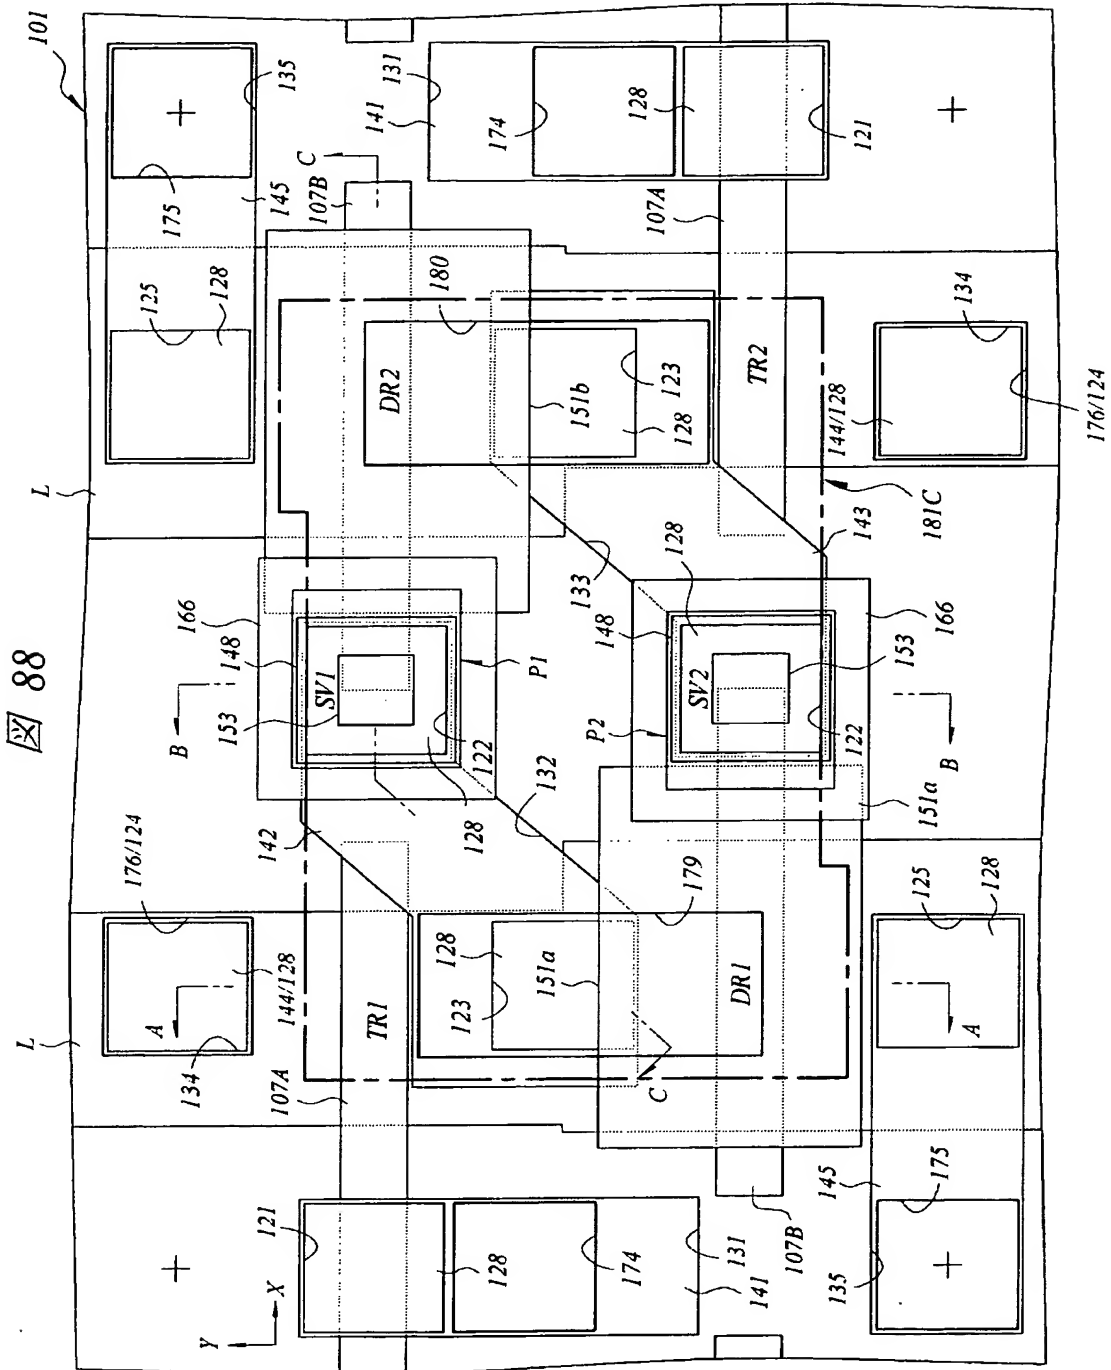 図 88
L
L
101
176/124
125
175
A
B
128
Y
134
144/128
148
166
145
135
X
121
107A
142
153
C
SV1
107B
TR1
DR2
141
131
128
122
P1
180
123
128
128
174
132
151a
151b
174
131
C
179
133
123
128
128
141
P2
148
128
107A
107B
DR1
SV2
TR2
121
153
143
145
122
166
181C
144/128
135
175
125
151a
B
134
A
128
176/124